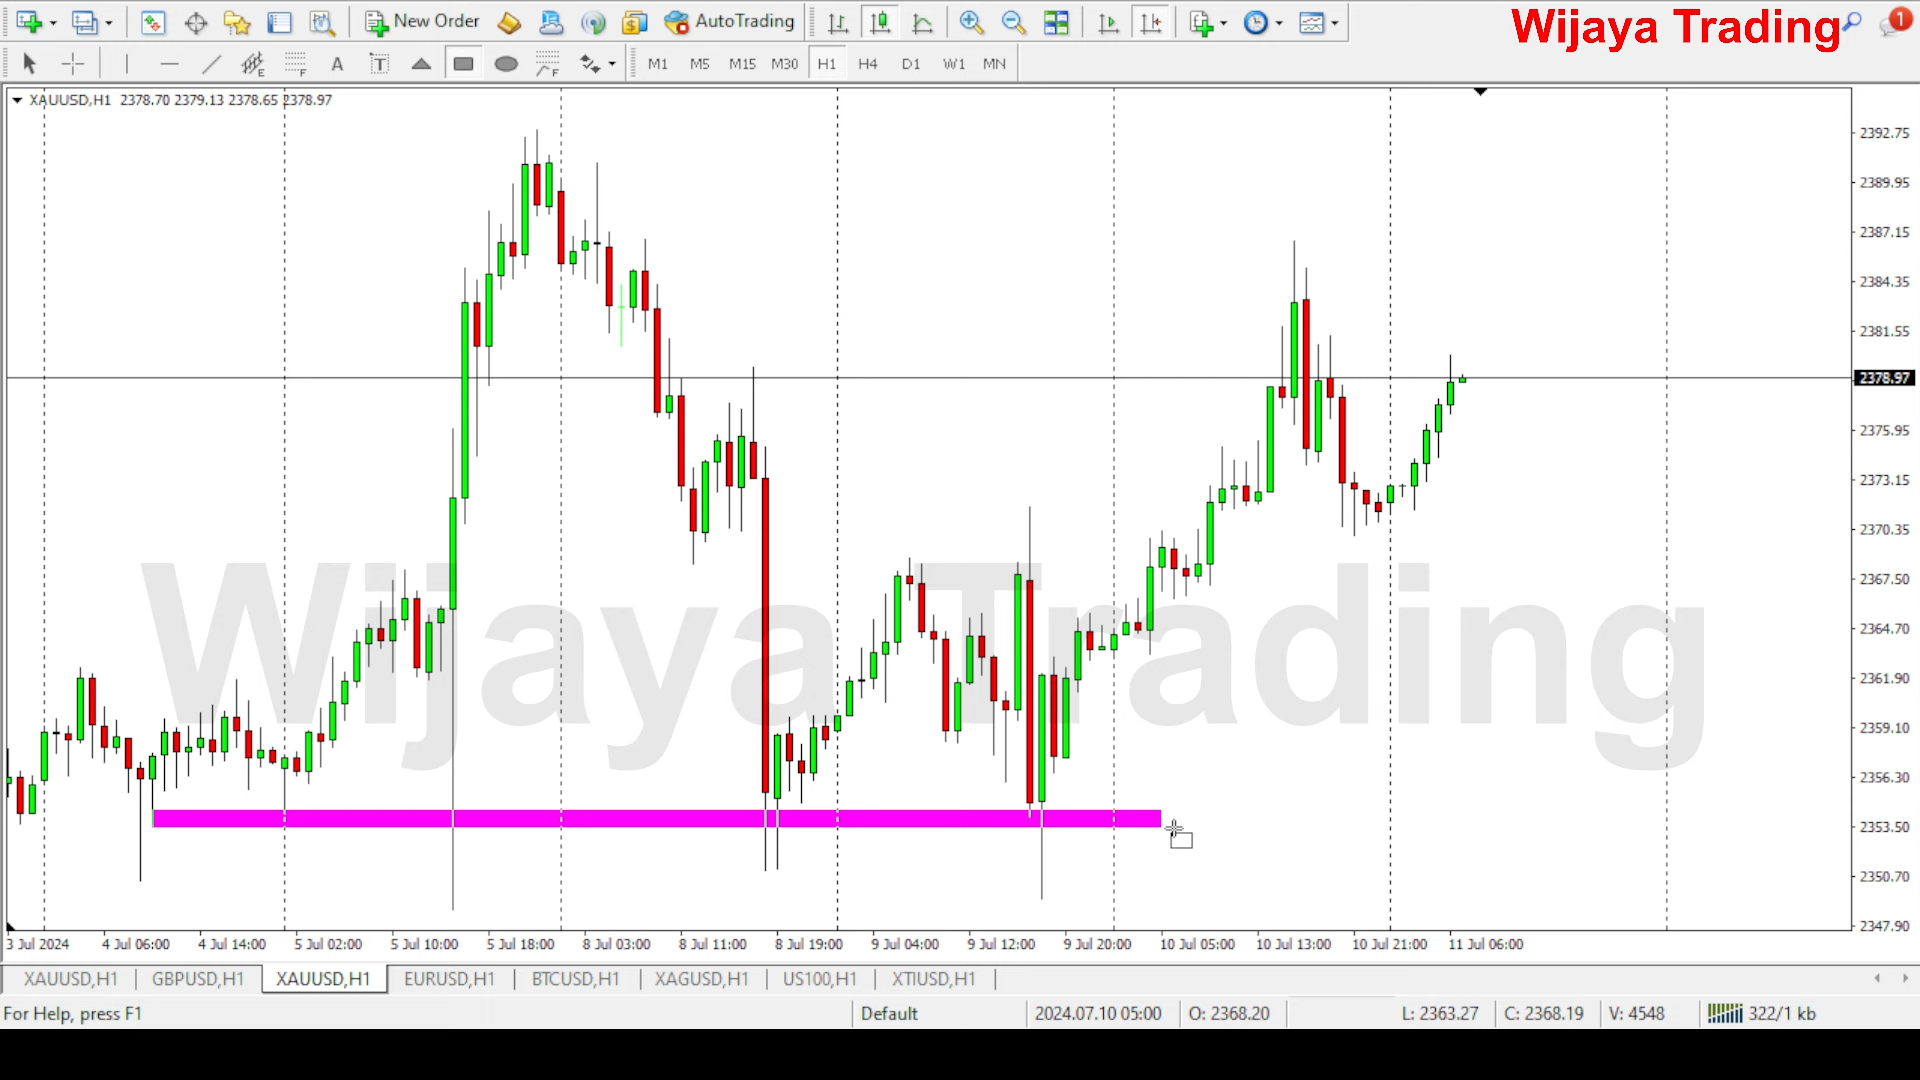 New Order
AutoTrading
Wijaya Trading
1
E
F
A
T
F
M1 M5 M15 M30 H1 H4 D1 W1 MN
XAUUSD,H1 2378.70 2379.13 2378.65 2378.97
2392.75
2389.95
2387.15
2384.35
2381.55
2378.97
2375.95
2373.15
2370.35
2367.50
2364.70
2361.90
2359.10
2356.30
2353.50
2350.70
2347.90
Wijaya Trading
3 Jul 2024 4 Jul 06:00 4 Jul 14:00 5 Jul 02:00 5 Jul 10:00 5 Jul 18:00 8 Jul 03:00 8 Jul 11:00 8 Jul 19:00 9 Jul 04:00 9 Jul 12:00 9 Jul 20:00 10 Jul 05:00 10 Jul 13:00 10 Jul 21:00 11 Jul 06:00
XAUUSD,H1 GBPUSD,H1 XAUUSD,H1 EURUSD,H1 BTCUSD,H1 XAGUSD,H1 US100,H1 XTIUSD,H1
For Help, press F1 Default 2024.07.10 05:00 O: 2368.20 L: 2363.27 C: 2368.19 V: 4548 322/1 kb